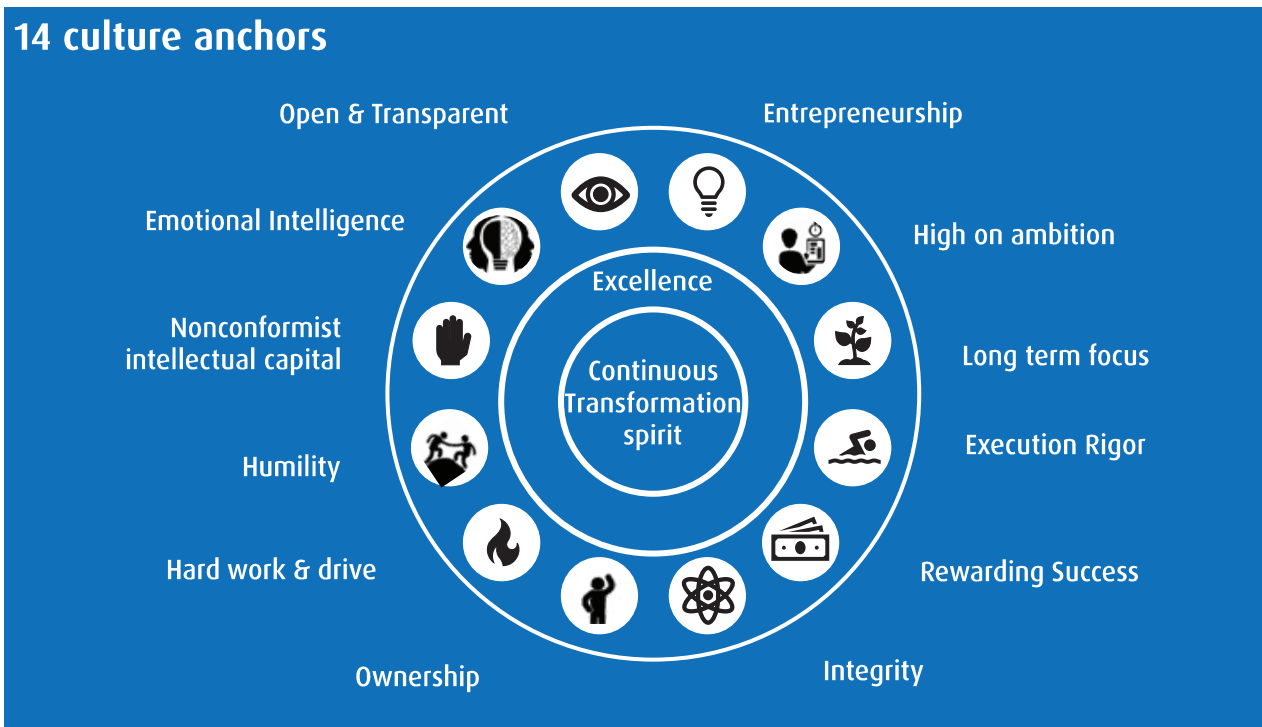 14 culture anchors
Open & Transparent
Entrepreneurship
Emotional Intelligence
High on ambition
Excellence
Nonconformist
intellectual capital
Long term focus
Continuous
Transformation
spirit
Execution Rigor
Humility
Hard work & drive
Rewarding Success
Ownership
Integrity